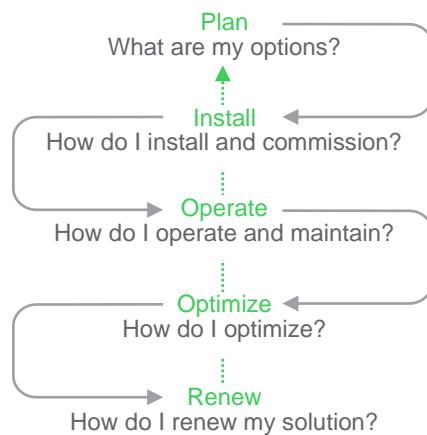 Plan
What are my options?
Install
How do I install and commission?
Operate
How do I operate and maintain?
Optimize
How do I optimize?
Renew
How do I renew my solution?